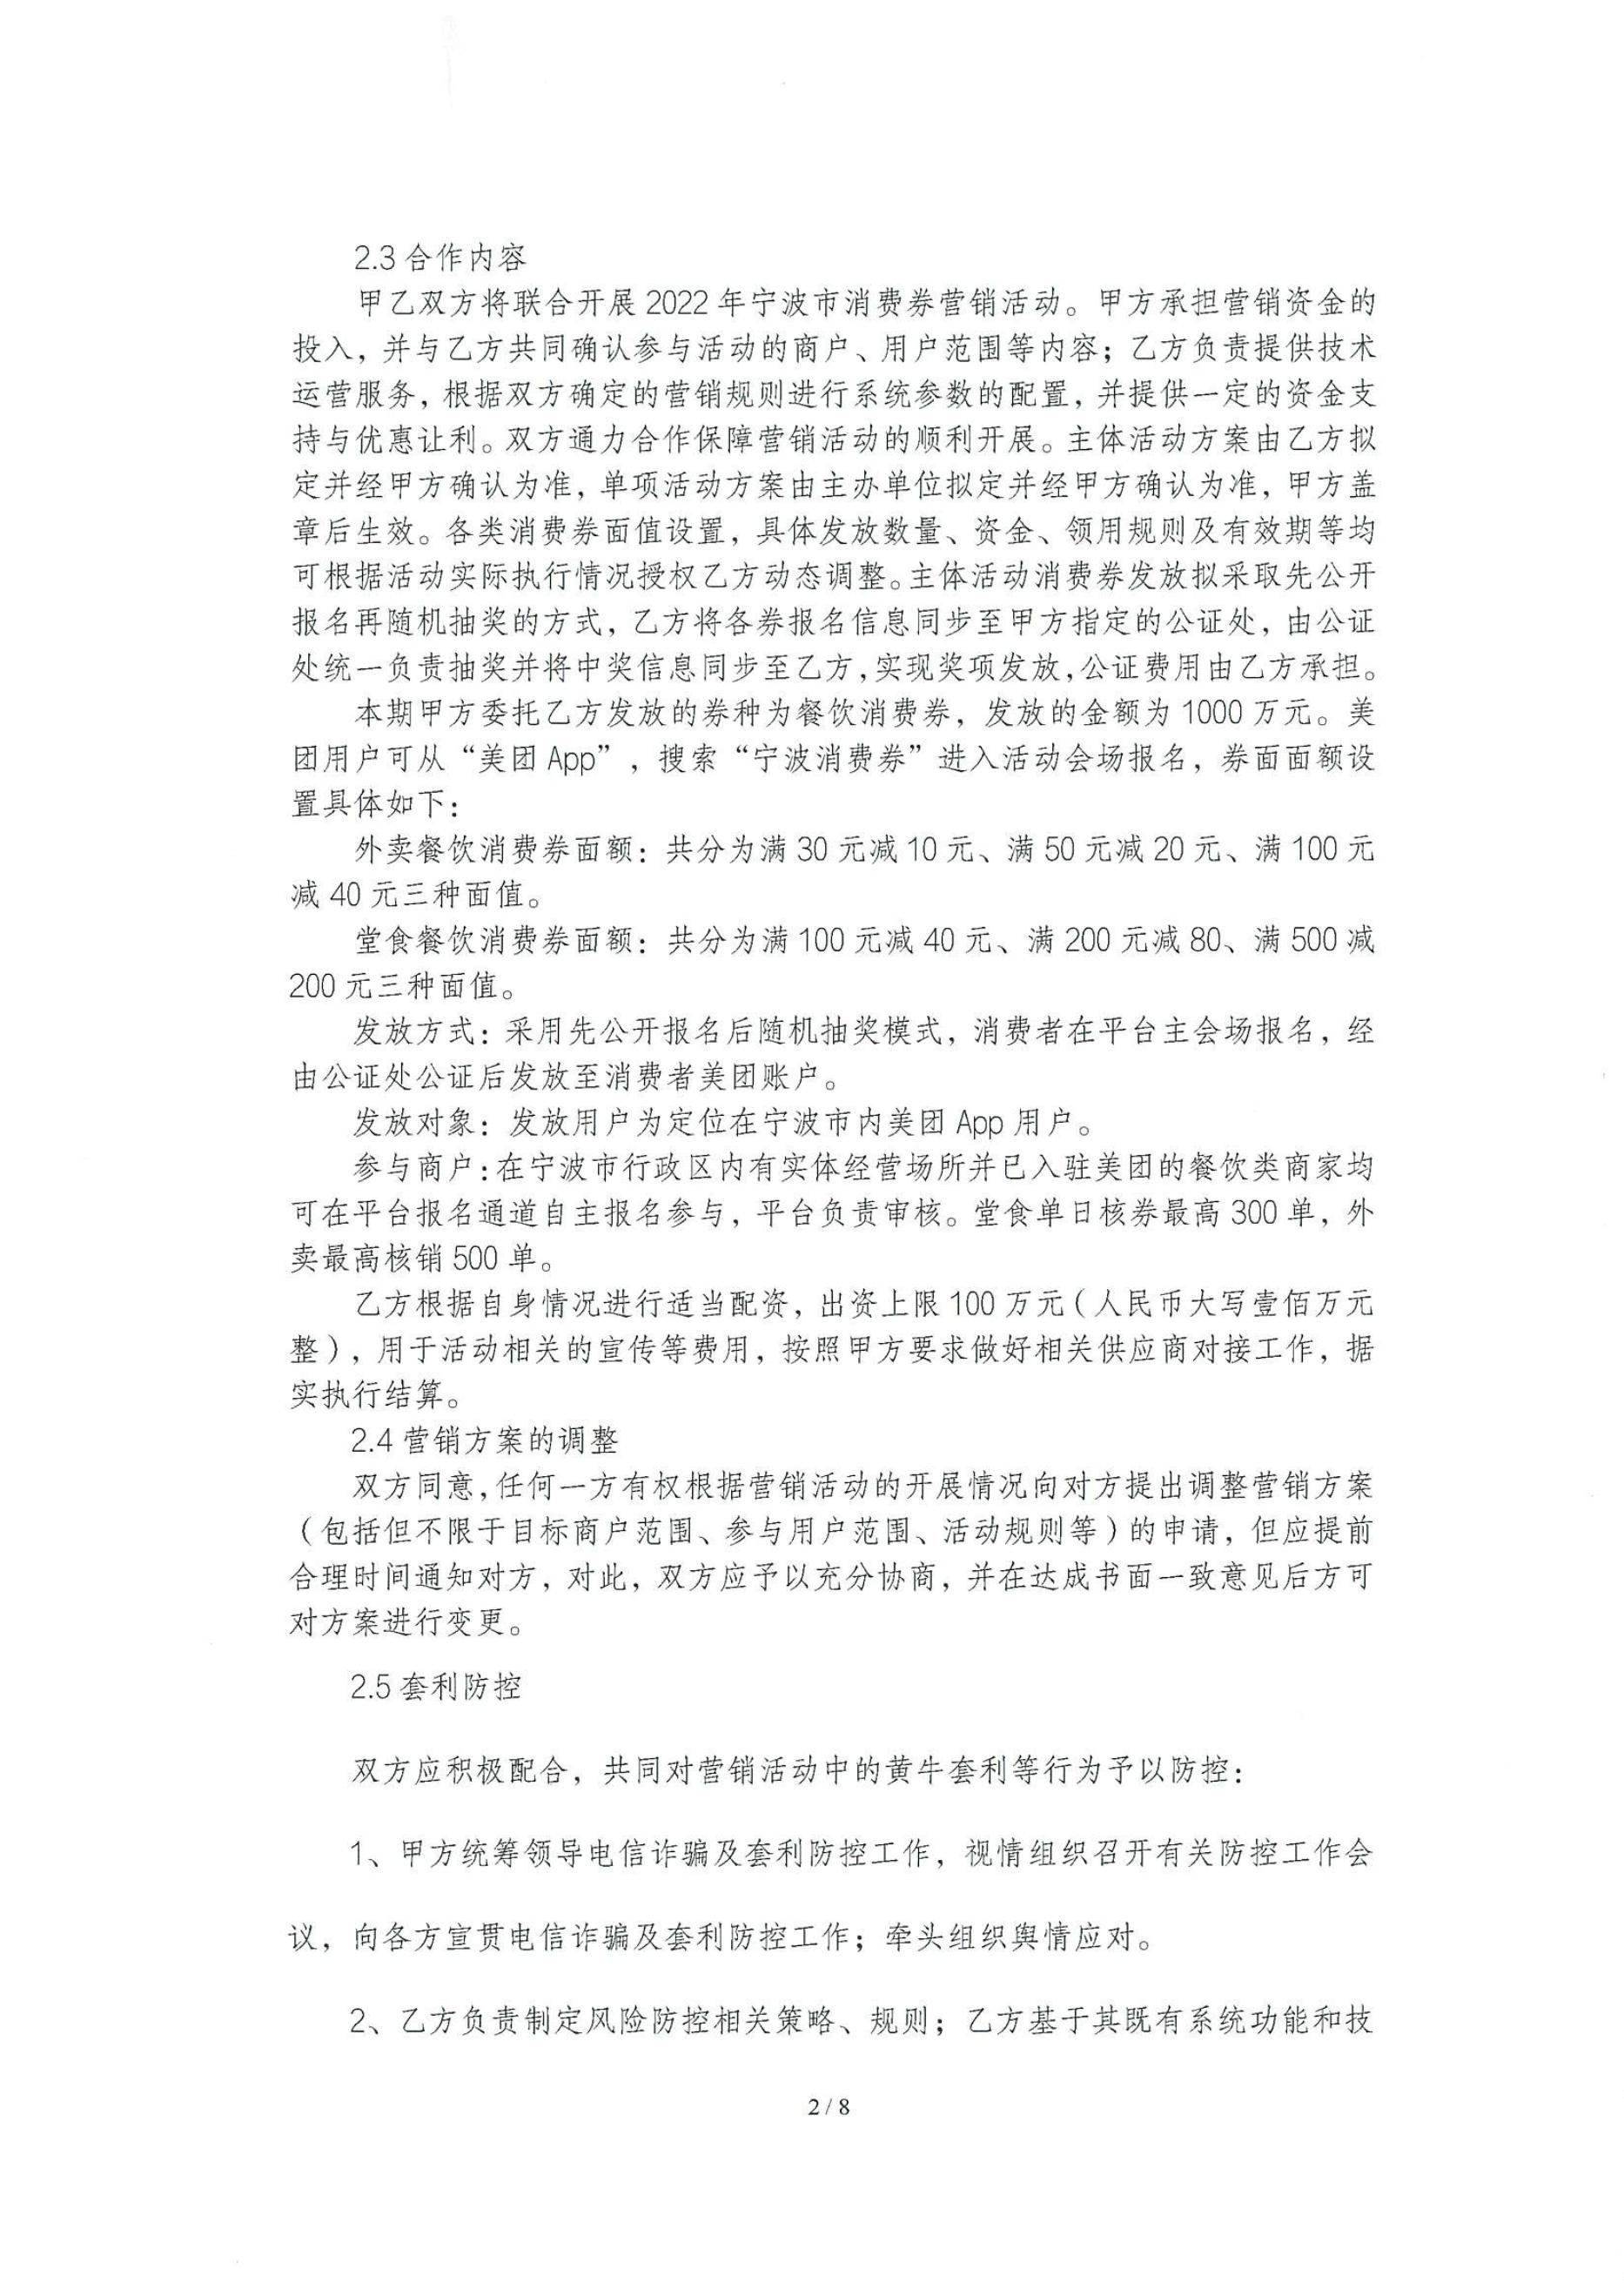 2.3 合作内容
甲乙双方将联合开展 2022 年宁波市消费券营销活动。甲方承担营销资金的
投入，并与乙方共同确认参与活动的商户、用户范围等内容；乙方负责提供技术
运营服务，根据双方确定的营销规则进行系统参数的配置，并提供一定的资金支
持与优惠让利。双方通力合作保障营销活动的顺利开展。主体活动方案由乙方拟
定并经甲方确认为准，单项活动方案由主办单位拟定并经甲方确认为准，甲方盖
章后生效。各类消费券面值设置，具体发放数量、资金、领用规则及有效期等均
可根据活动实际执行情况授权乙方动态调整。主体活动消费券发放拟采取先公开
报名再随机抽奖的方式，乙方将各券报名信息同步至甲方指定的公证处，由公证
处统一负责抽奖并将中奖信息同步至乙方，实现奖项发放，公证费用由乙方承担。
本期甲方委托乙方发放的券种为餐饮消费券，发放的金额为 1000 万元。美
团用户可从“美团 App”，搜索“宁波消费券”进入活动会场报名，券面面额设
置具体如下：
外卖餐饮消费券面额：共分为满 30 元减 10 元、满 50 元减 20 元、满 100 元
减 40 元三种面值。
堂食餐饮消费券面额：共分为满 100 元减 40 元、满 200 元减 80、满 500 减
200 元三种面值。
发放方式：采用先公开报名后随机抽奖模式，消费者在平台主会场报名，经
由公证处公证后发放至消费者美团账户。
发放对象：发放用户为定位在宁波市内美团 App 用户。
参与商户：在宁波市行政区内有实体经营场所并已入驻美团的餐饮类商家均
可在平台报名通道自主报名参与，平台负责审核。堂食单日核券最高 300 单，外
卖最高核销 500 单。
乙方根据自身情况进行适当配资，出资上限 100 万元（人民币大写壹佰万元
整），用于活动相关的宣传等费用，按照甲方要求做好相关供应商对接工作，据
实执行结算。
2.4 营销方案的调整
双方同意，任何一方有权根据营销活动的开展情况向对方提出调整营销方案
（包括但不限于目标商户范围、参与用户范围、活动规则等）的申请，但应提前
合理时间通知对方，对此，双方应予以充分协商，并在达成书面一致意见后方可
对方案进行变更。
2.5 套利防控
双方应积极配合，共同对营销活动中的黄牛套利等行为予以防控：
1、甲方统筹领导电信诈骗及套利防控工作，视情组织召开有关防控工作会
议，向各方宣贯电信诈骗及套利防控工作；牵头组织舆情应对。
2、乙方负责制定风险防控相关策略、规则；乙方基于其既有系统功能和技
2 / 8